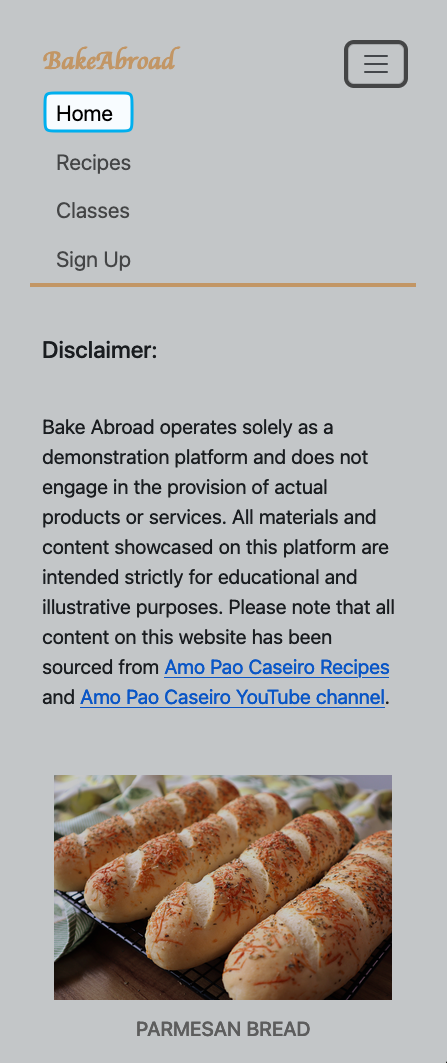 BakeAbroad
Home
Recipes
Classes
Sign Up
Disclaimer:
Bake Abroad operates solely as a
demonstration platform and does not
engage in the provision of actual
products or services. All materials and
content showcased on this platform are
intended strictly for educational and
illustrative purposes. Please note that all
content on this website has been
sourced from Amo Pao Caseiro Recipes
and Amo Pao Caseiro YouTube channel.
PARMESAN BREAD